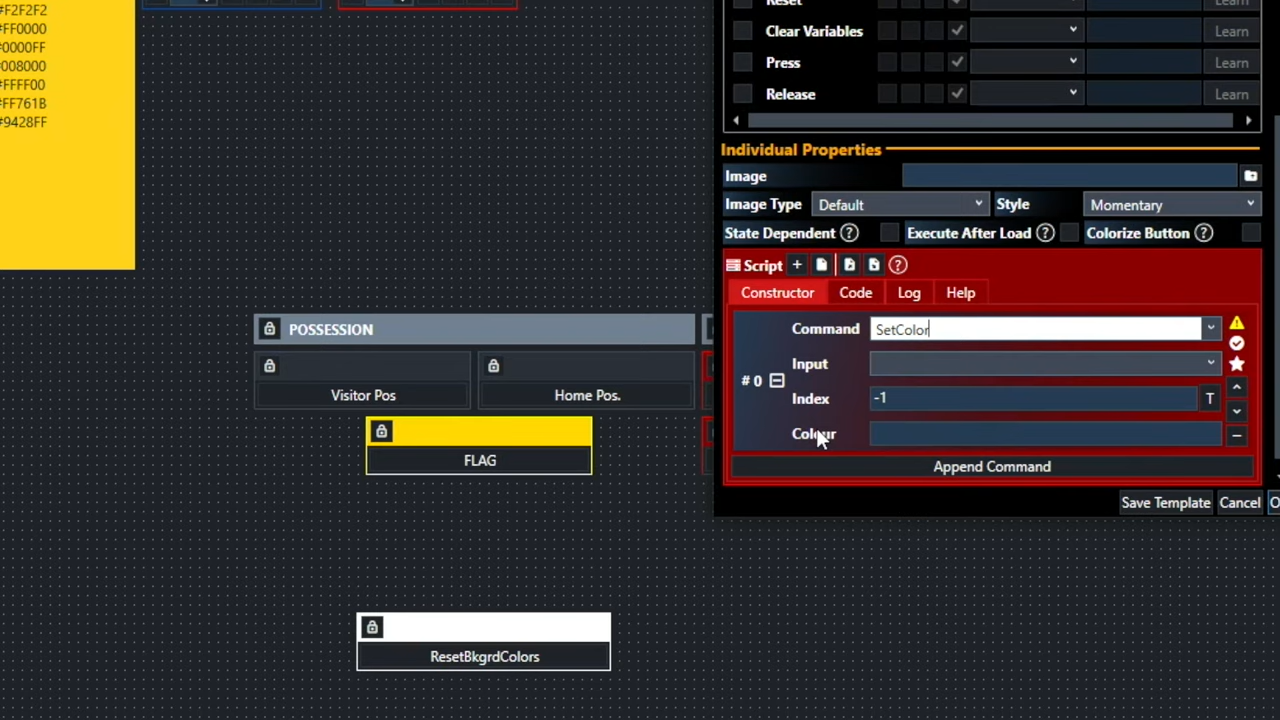 #F2F2F2
#FF0000
#0000FF
#008000
#FFFF00
#FF761B
#9428FF
Reset Learn
Clear Variables Learn
Press Learn
Release Learn
Individual Properties
Image
Image Type Default Style Momentary
State Dependent ? Execute After Load ? Colorize Button ?
Script + ?
Constructor Code Log Help
Command SetColor
Input
# 0
Index -1 T
Colour
Append Command
Save Template Cancel
POSSESSION
Visitor Pos Home Pos.
FLAG
ResetBkgrdColors